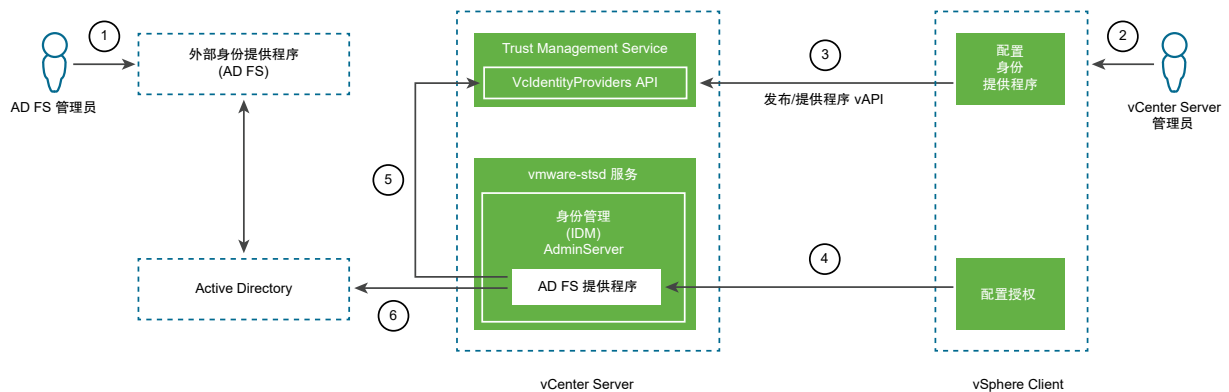 1
AD FS 管理员
外部身份提供程序
(AD FS)
Active Directory
Trust Management Service
VcIdentityProviders API
5
vmware-stsd 服务
身份管理
(IDM)
AdminServer
AD FS 提供程序
6
vCenter Server
3
发布/提供程序 vAPI
4
配置
身份
提供程序
配置授权
vSphere Client
2
vCenter Server
管理员